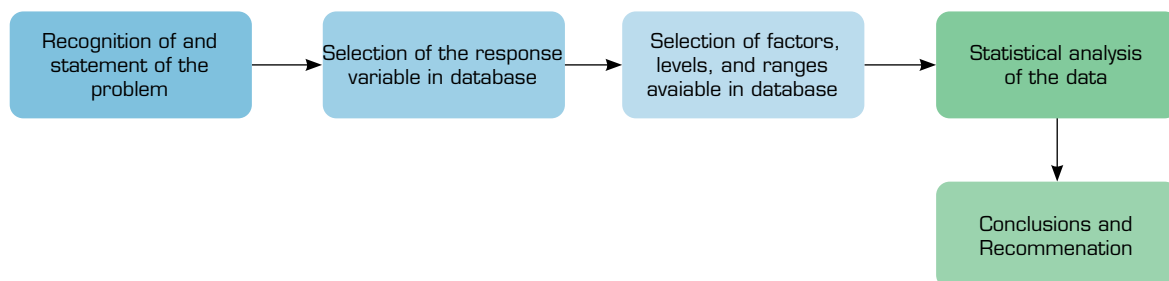 Recognition of and
statement of the
problem
Selection of the response
variable in database
Selection of factors,
levels, and ranges
avaiable in database
Statistical analysis
of the data
Conclusions and
Recommenation